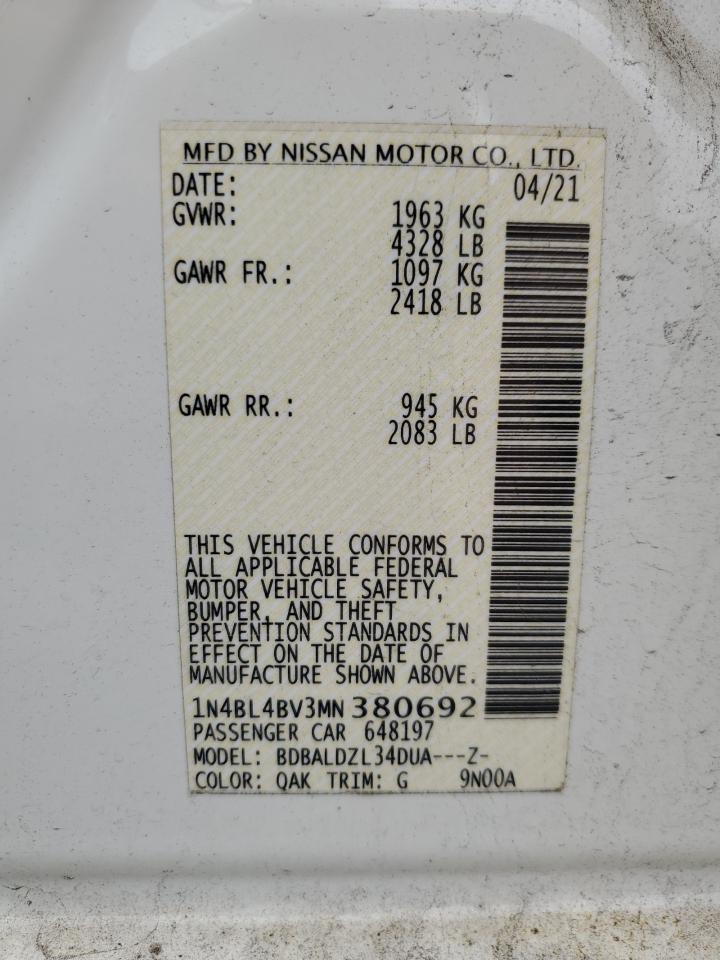 MFD BY NISSAN MOTOR CO., LTD.
DATE: 04/21
GVWR: 1963 KG
4328 LB
GAWR FR.: 1097 KG
2418 LB
GAWR RR.: 945 KG
2083 LB
THIS VEHICLE CONFORMS TO
ALL APPLICABLE FEDERAL
MOTOR VEHICLE SAFETY,
BUMPER, AND THEFT
PREVENTION STANDARDS IN
EFFECT ON THE DATE OF
MANUFACTURE SHOWN ABOVE.
1N4BL4BV3MN380692
PASSENGER CAR 648197
MODEL: BDBALDZL34DUA---Z-
COLOR: QAK TRIM: G 9N00A